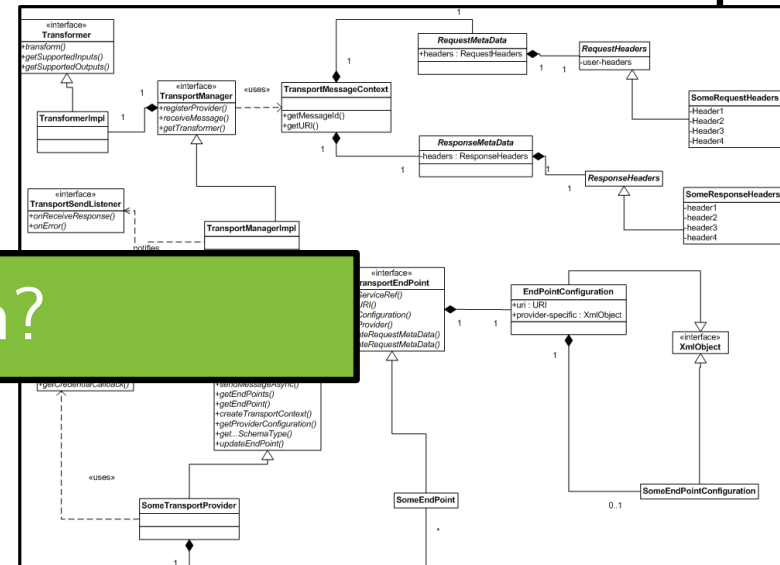 «interface»
Transformer
+transform()
+getSupportedInputs()
+getSupportedOutputs()
TransformerImpl
1
1
«interface»
TransportManager
+registerProvider()
+receiveMessage()
+getTransformer()
«uses»
TransportMessageContext
+getMessageId()
+getURI()
1
1
1
1
RequestMetaData
+headers : RequestHeaders
1
1
RequestHeaders
-user-headers
SomeRequestHeaders
-Header1
-Header2
-Header3
-Header4
ResponseMetaData
-headers : ResponseHeaders
1
1
ResponseHeaders
SomeResponseHeaders
-header1
-header2
-header3
-header4
«interface»
TransportSendListener
+onReceiveResponse()
+onError()
notifies
TransportManagerImpl
?
«interface»
ransportEndPoint
ServiceRef()
URI()
Configuration()
Provider()
ateRequestMetaData()
ateRequestMetaData()
1
1
EndPointConfiguration
+uri : URI
+provider-specific : XmlObject
1
«interface»
XmlObject
+getCredentialCallback()
+sendMessageAsync()
+getEndPoints()
+getEndPoint()
+createTransportContext()
+getProviderConfiguration()
+get...SchemaType()
+updateEndPoint()
«uses»
SomeTransportProvider
1
SomeEndPoint
*
0..1
SomeEndPointConfiguration